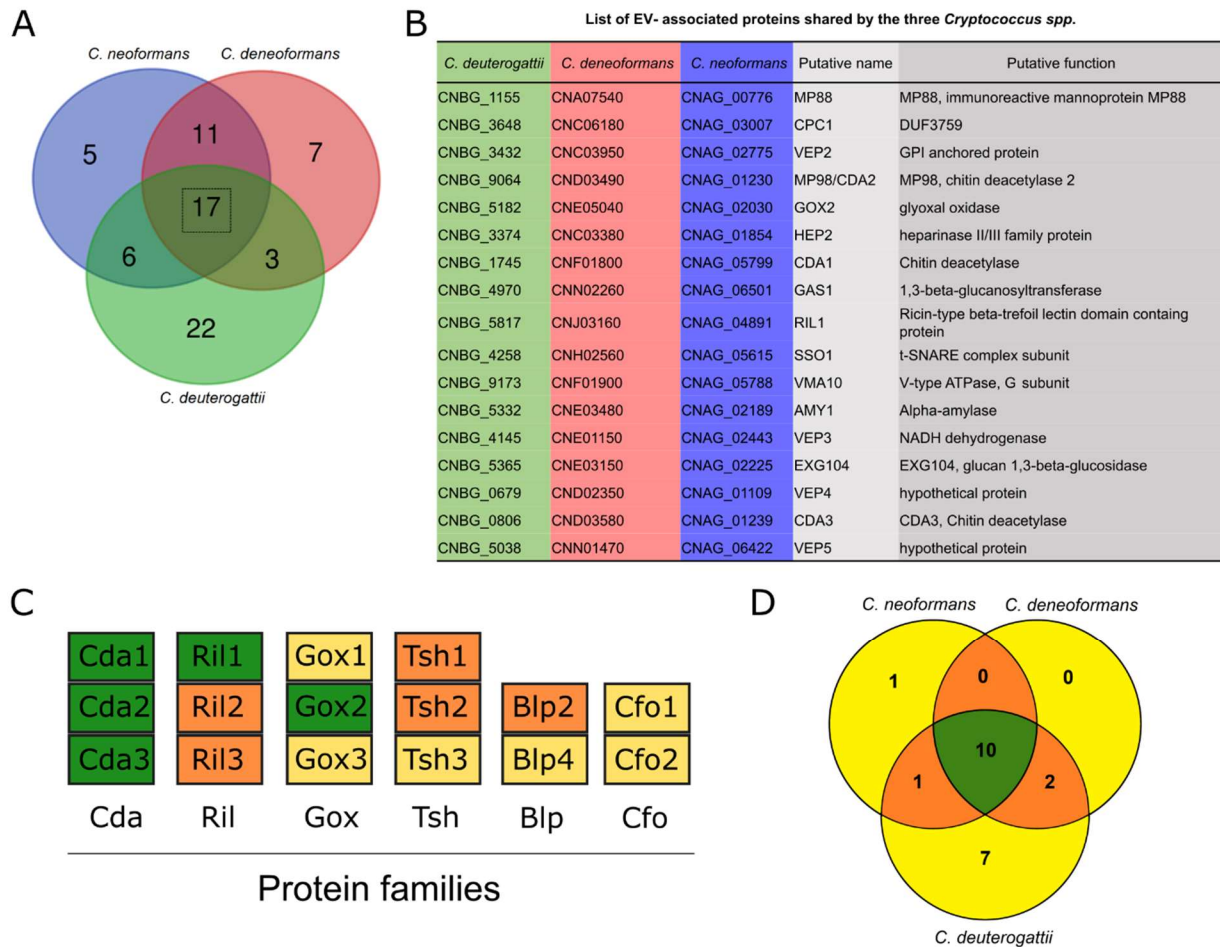 A
C. neoformans
C. deneoformans
5
11
7
17
6
3
22
C. deuterogattii
B
List of EV- associated proteins shared by the three Cryptococcus spp.
C. deuterogattii C. deneoformans C. neoformans Putative name Putative function
CNBG_1155 CNA07540 CNAG_00776 MP88 MP88, immunoreactive mannoprotein MP88
CNBG_3648 CNC06180 CNAG_03007 CPC1 DUF3759
CNBG_3432 CNC03950 CNAG_02775 VEP2 GPI anchored protein
CNBG_9064 CND03490 CNAG_01230 MP98/CDA2 MP98, chitin deacetylase 2
CNBG_5182 CNE05040 CNAG_02030 GOX2 glyoxal oxidase
CNBG_3374 CNC03380 CNAG_01854 HEP2 heparinase II/III family protein
CNBG_1745 CNF01800 CNAG_05799 CDA1 Chitin deacetylase
CNBG_4970 CNN02260 CNAG_06501 GAS1 1,3-beta-glucanosyltransferase
CNBG_5817 CNJ03160 CNAG_04891 RIL1 Ricin-type beta-trefoil lectin domain containg
protein
CNBG_4258 CNH02560 CNAG_05615 SSO1 t-SNARE complex subunit
CNBG_9173 CNF01900 CNAG_05788 VMA10 V-type ATPase, G subunit
CNBG_5332 CNE03480 CNAG_02189 AMY1 Alpha-amylase
CNBG_4145 CNE01150 CNAG_02443 VEP3 NADH dehydrogenase
CNBG_5365 CNE03150 CNAG_02225 EXG104 EXG104, glucan 1,3-beta-glucosidase
CNBG_0679 CND02350 CNAG_01109 VEP4 hypothetical protein
CNBG_0806 CND03580 CNAG_01239 CDA3 CDA3, Chitin deacetylase
CNBG_5038 CNN01470 CNAG_06422 VEP5 hypothetical protein
C
Cda1 Ril1 Gox1 Tsh1
Cda2 Ril2 Gox2 Tsh2 Blp2 Cfo1
Cda3 Ril3 Gox3 Tsh3 Blp4 Cfo2
Cda Ril Gox Tsh Blp Cfo
Protein families
D
C. neoformans
C. deneoformans
1
0
0
10
1
2
7
C. deuterogattii